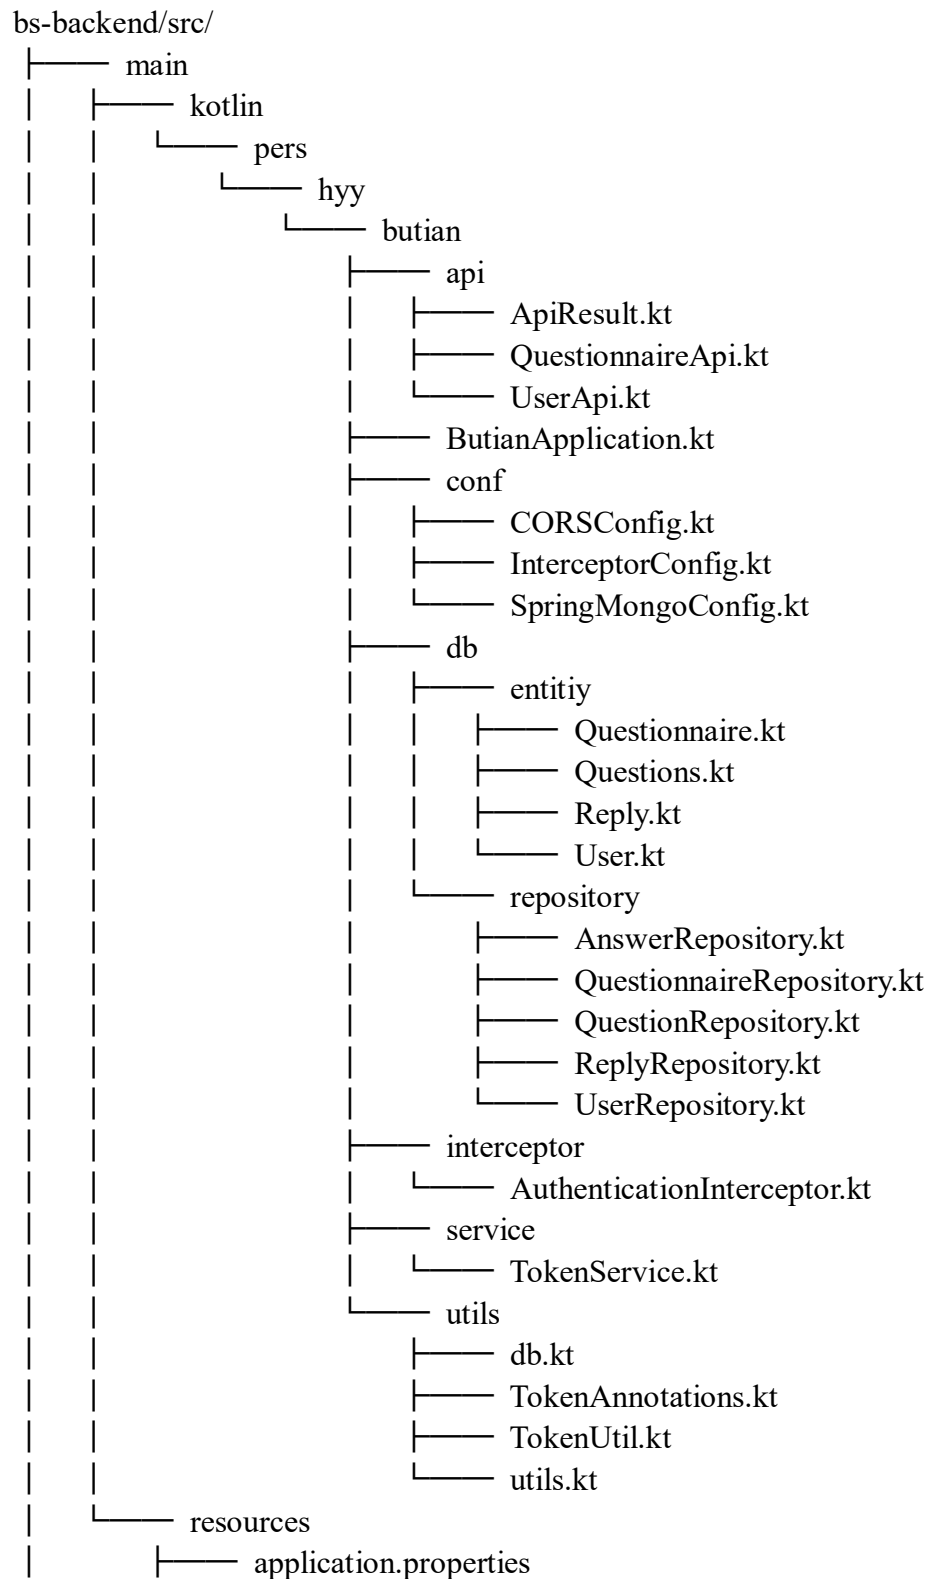 bs-backend/src/
main
kotlin
pers
hyy
butian
api
ApiResult.kt
QuestionnaireApi.kt
UserApi.kt
ButianApplication.kt
conf
CORSConfig.kt
InterceptorConfig.kt
SpringMongoConfig.kt
db
entitiy
Questionnaire.kt
Questions.kt
Reply.kt
User.kt
repository
AnswerRepository.kt
QuestionnaireRepository.kt
QuestionRepository.kt
ReplyRepository.kt
UserRepository.kt
interceptor
AuthenticationInterceptor.kt
service
TokenService.kt
utils
db.kt
TokenAnnotations.kt
TokenUtil.kt
utils.kt
resources
application.properties